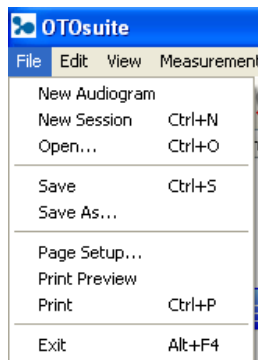 OTOsuite
File Edit View Measurement
New Audiogram
New Session Ctrl+N
Open... Ctrl+O
Save Ctrl+S
Save As...
Page Setup...
Print Preview
Print Ctrl+P
Exit Alt+F4